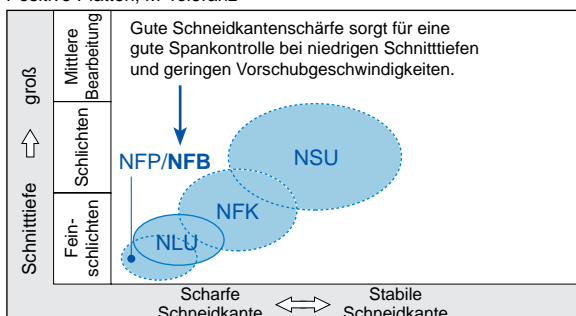 Positive Platten, M-Toleranz
Gute Schneidkantenschärfe sorgt für eine
gute Spankontrolle bei niedrigen Schnitttiefen
und geringen Vorschubgeschwindigkeiten.
Schnitttiefe
groß
Mittlere
Bearbeitung
Schlichten
Fein-
schlichten
NFP/NFB
NSU
NFK
NLU
Scharfe
Schneidkante
Stabile
Schneidkante